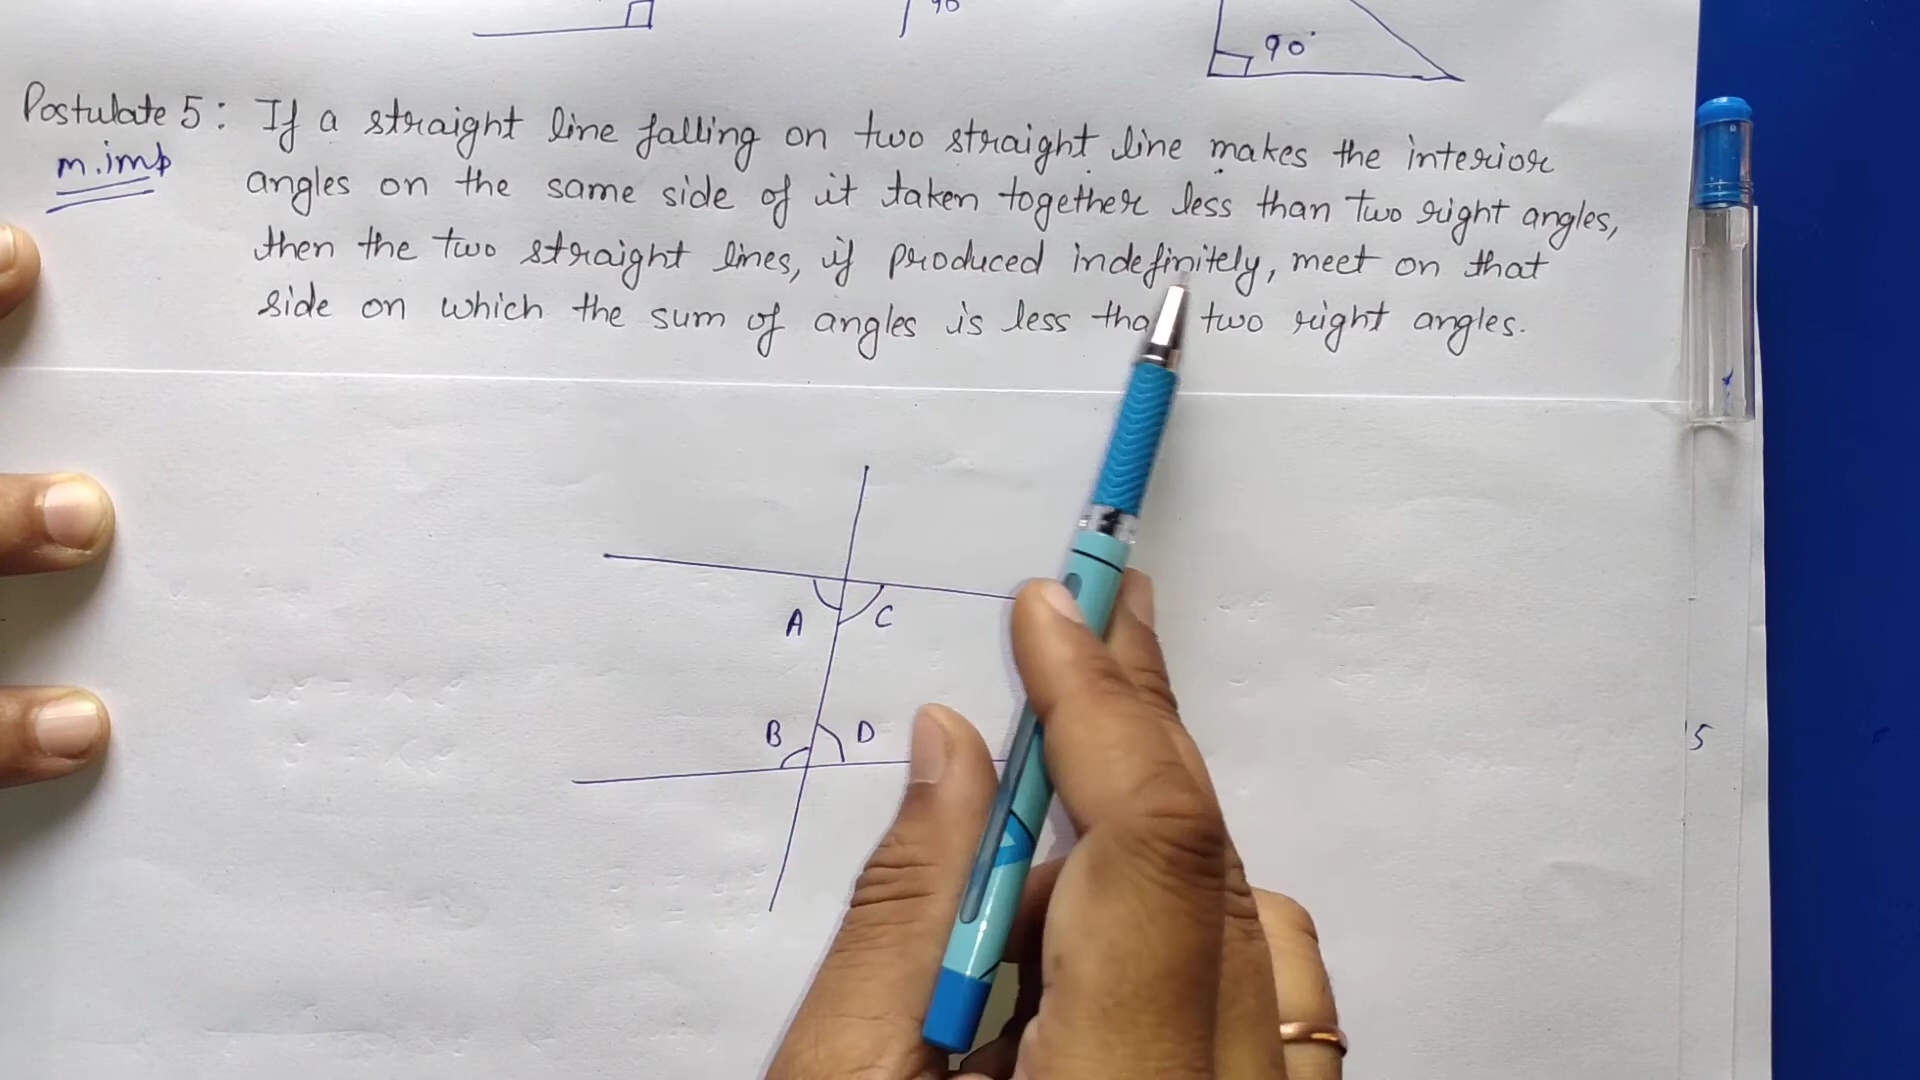 90
90°
Postulate 5: If a straight line falling on two straight line makes the interior
m.imp
angles on the same side of it taken together less than two right angles,
then the two straight lines, if produced indefinitely, meet on that
side on which the sum of angles is less than two right angles.
A C
B D
5